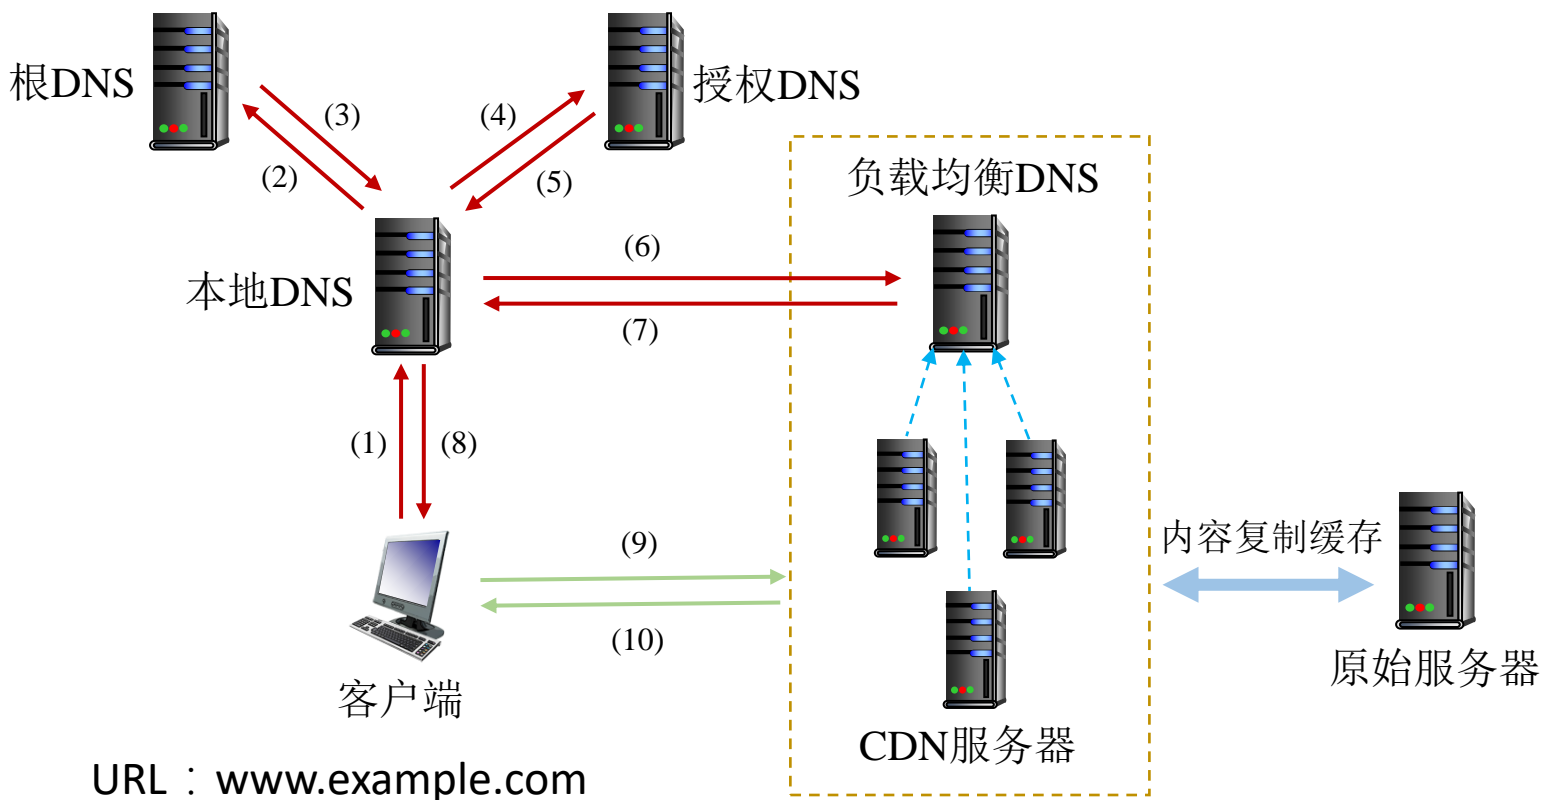 根DNS
(3)
(2)
(4)
(5)
授权DNS
负载均衡DNS
本地DNS
(6)
(7)
(1)
(8)
(9)
(10)
客户端
CDN服务器
内容复制缓存
原始服务器
URL：www.example.com